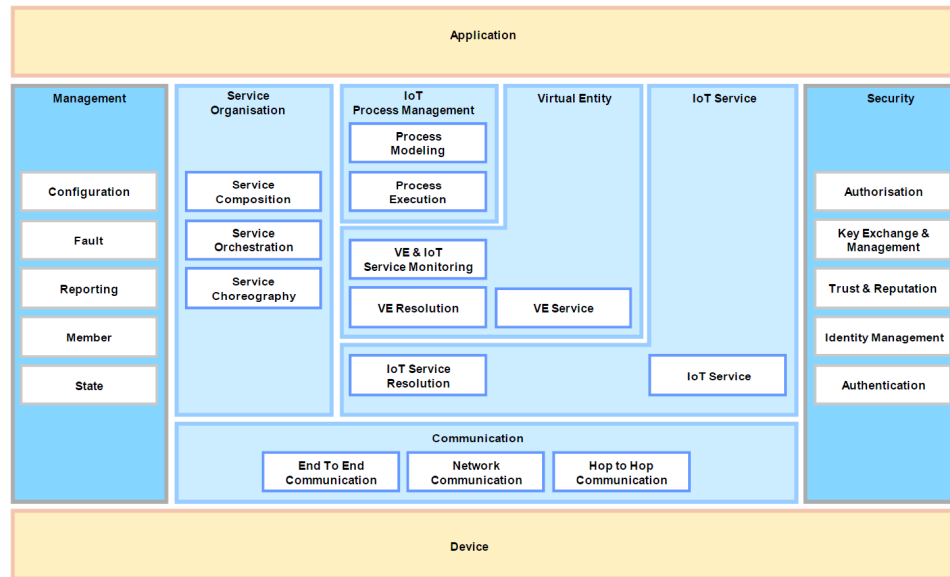 Application
Management
Configuration
Fault
Reporting
Member
State
Service
Organisation
Service
Composition
Service
Orchestration
Service
Choreography
IoT
Process Management
Process
Modeling
Process
Execution
Virtual Entity
VE & IoT
Service Monitoring
VE Resolution
VE Service
IoT Service
IoT Service
Resolution
IoT Service
Communication
End To End
Communication
Network
Communication
Hop to Hop
Communication
Security
Authorisation
Key Exchange &
Management
Trust & Reputation
Identity Management
Authentication
Device